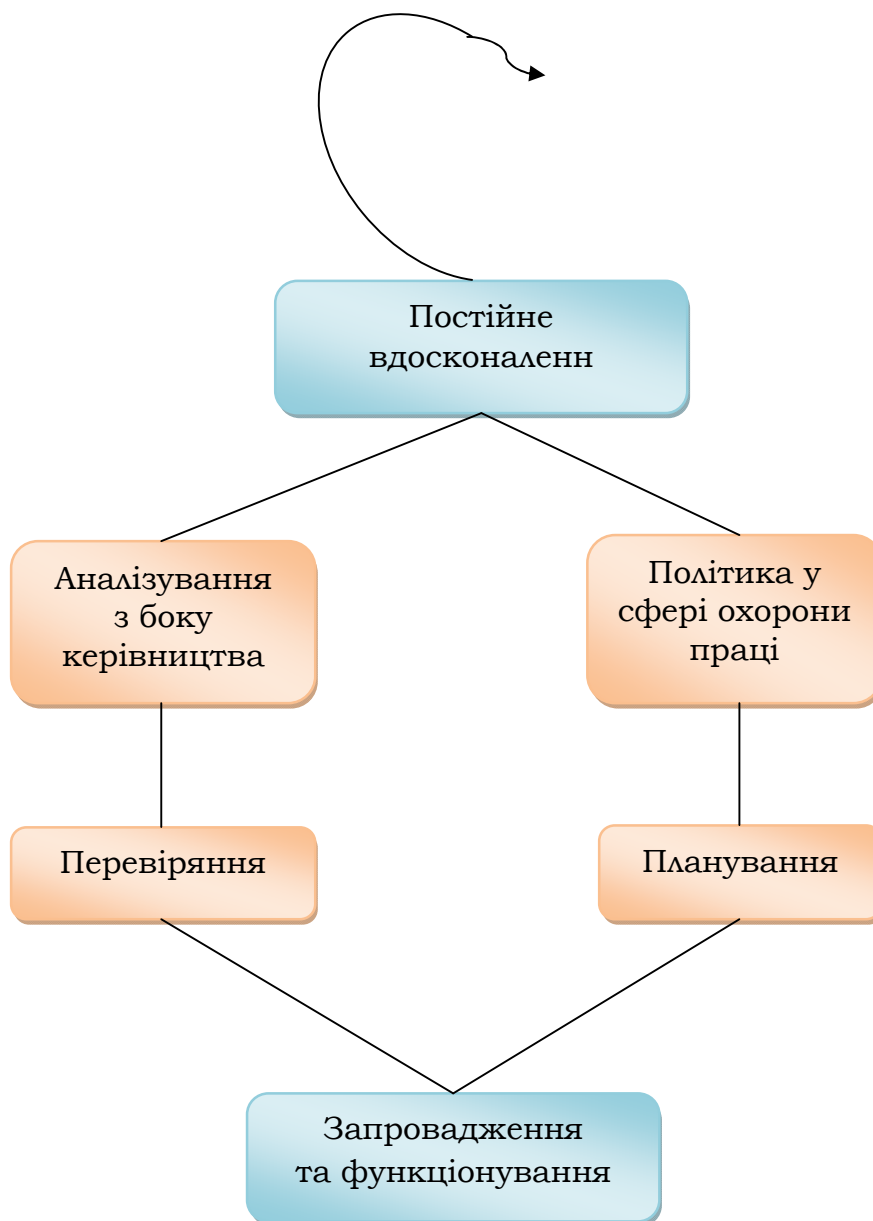 Постійне
вдосконаленн
Аналізування
з боку
керівництва
Політика у
сфері охорони
праці
Перевіряння
Планування
Запровадження
та функціонування